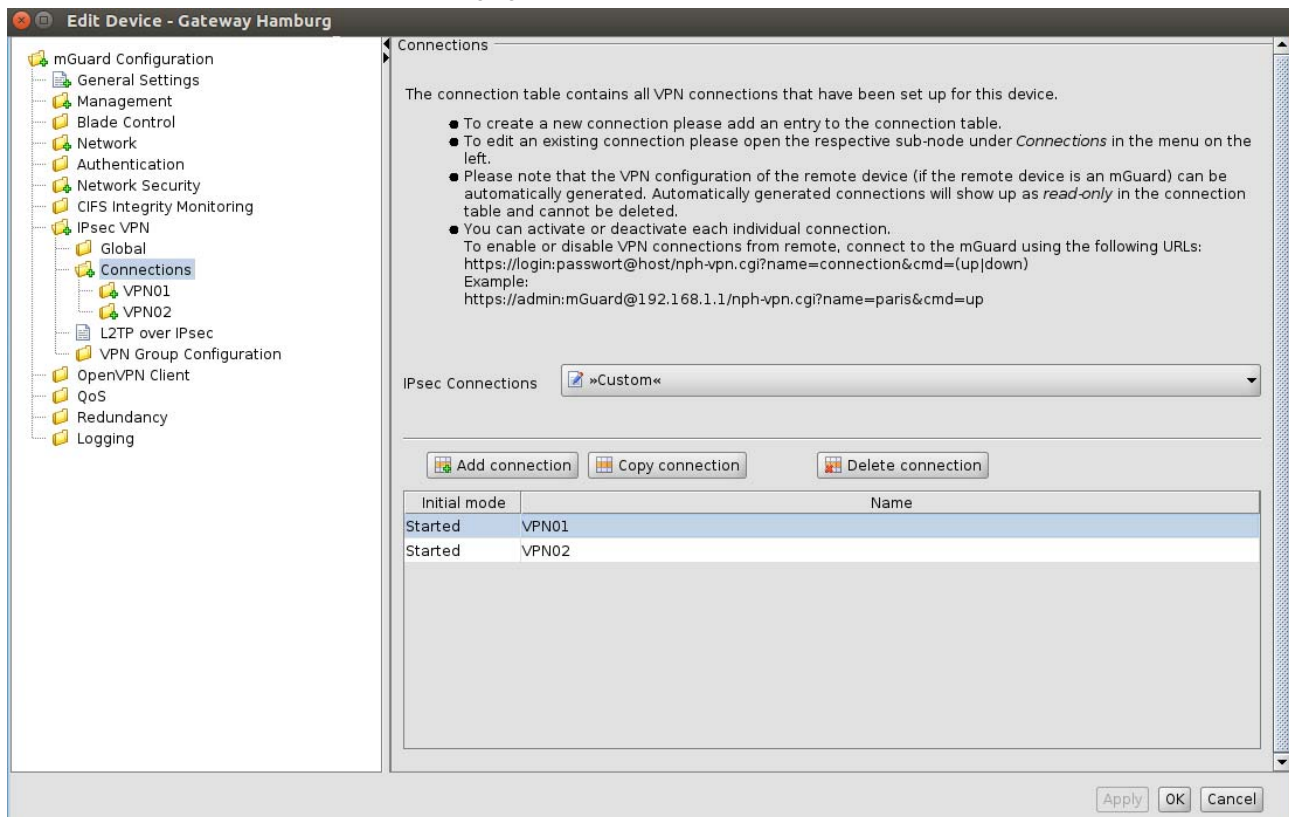 Edit Device - Gateway Hamburg
mGuard Configuration
General Settings
Management
Blade Control
Network
Authentication
Network Security
CIFS Integrity Monitoring
IPsec VPN
Global
Connections
VPN01
VPN02
L2TP over IPsec
VPN Group Configuration
OpenVPN Client
QoS
Redundancy
Logging
Connections
The connection table contains all VPN connections that have been set up for this device.
● To create a new connection please add an entry to the connection table.
● To edit an existing connection please open the respective sub-node under Connections in the menu on the
left.
● Please note that the VPN configuration of the remote device (if the remote device is an mGuard) can be
automatically generated. Automatically generated connections will show up as read-only in the connection
table and cannot be deleted.
● You can activate or deactivate each individual connection.
To enable or disable VPN connections from remote, connect to the mGuard using the following URLs:
https://login:passwort@host/nph-vpn.cgi?name=connection&cmd=(up|down)
Example:
https://admin:mGuard@192.168.1.1/nph-vpn.cgi?name=paris&cmd=up
IPsec Connections »Custom«
Add connection Copy connection Delete connection
Initial mode Name
Started VPN01
Started VPN02
Apply OK Cancel